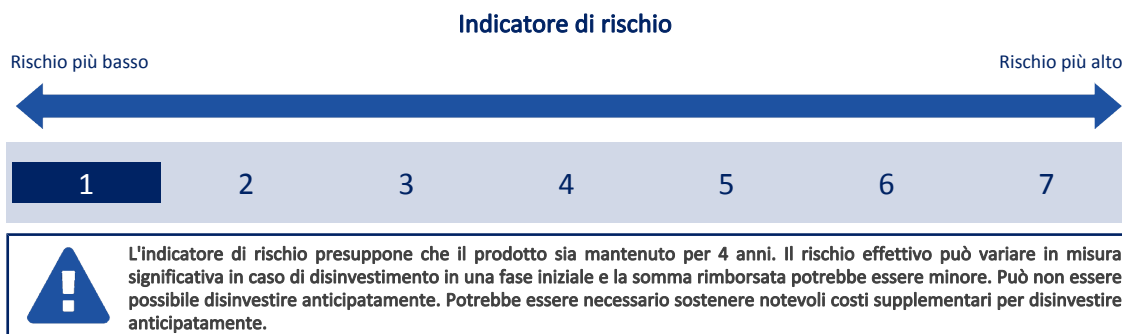 Indicatore di rischio
Rischio più basso
Rischio più alto
1 2 3 4 5 6 7
L'indicatore di rischio presuppone che il prodotto sia mantenuto per 4 anni. Il rischio effettivo può variare in misura
significativa in caso di disinvestimento in una fase iniziale e la somma rimborsata potrebbe essere minore. Può non essere
possibile disinvestire anticipatamente. Potrebbe essere necessario sostenere notevoli costi supplementari per disinvestire
anticipatamente.